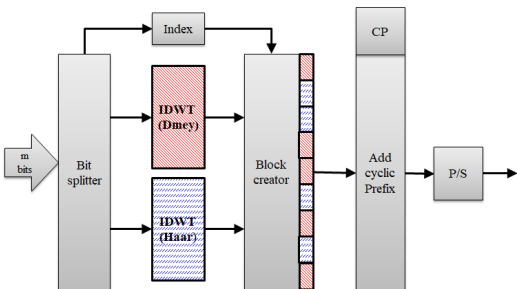 Index
CP
m
bits
Bit
splitter
IDWT
(Dmey)
IDWT
(Haar)
Block
creator
Add
cyclic
Prefix
P/S